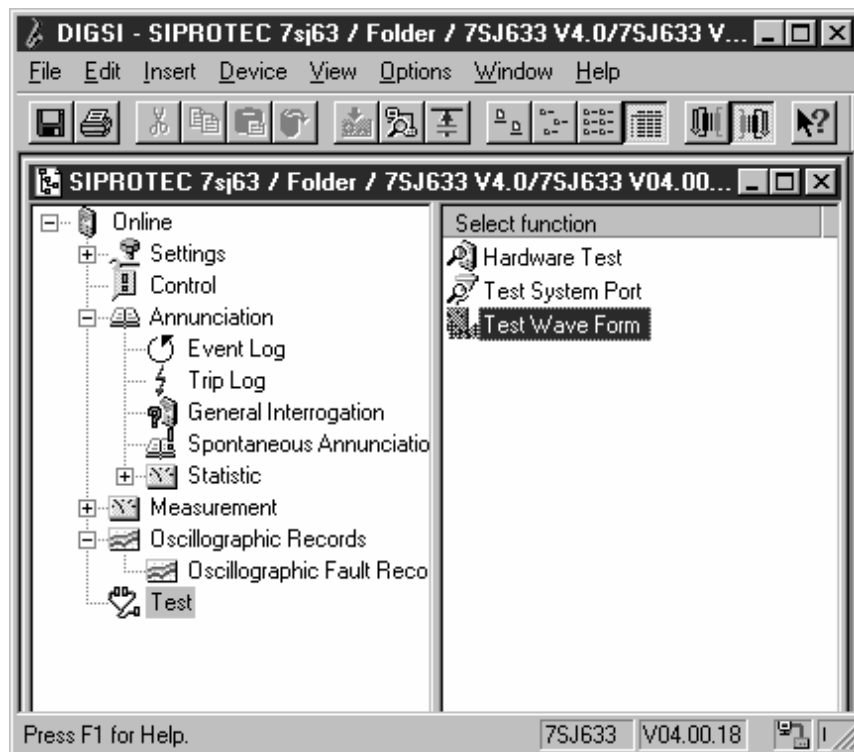 DIGSI - SIPROTEC 7sj63 / Folder / 7SJ633 V4.0/7SJ633 V...
File Edit Insert Device View Options Window Help
SIPROTEC 7sj63 / Folder / 7SJ633 V4.0/7SJ633 V04.00...
Online
Settings
Control
Annunciation
Event Log
Trip Log
General Interrogation
Spontaneous Annunciatio
Statistic
Measurement
Oscillographic Records
Oscillographic Fault Reco
Test
Select function
Hardware Test
Test System Port
Test Wave Form
Press F1 for Help.
7SJ633 V04.00.18